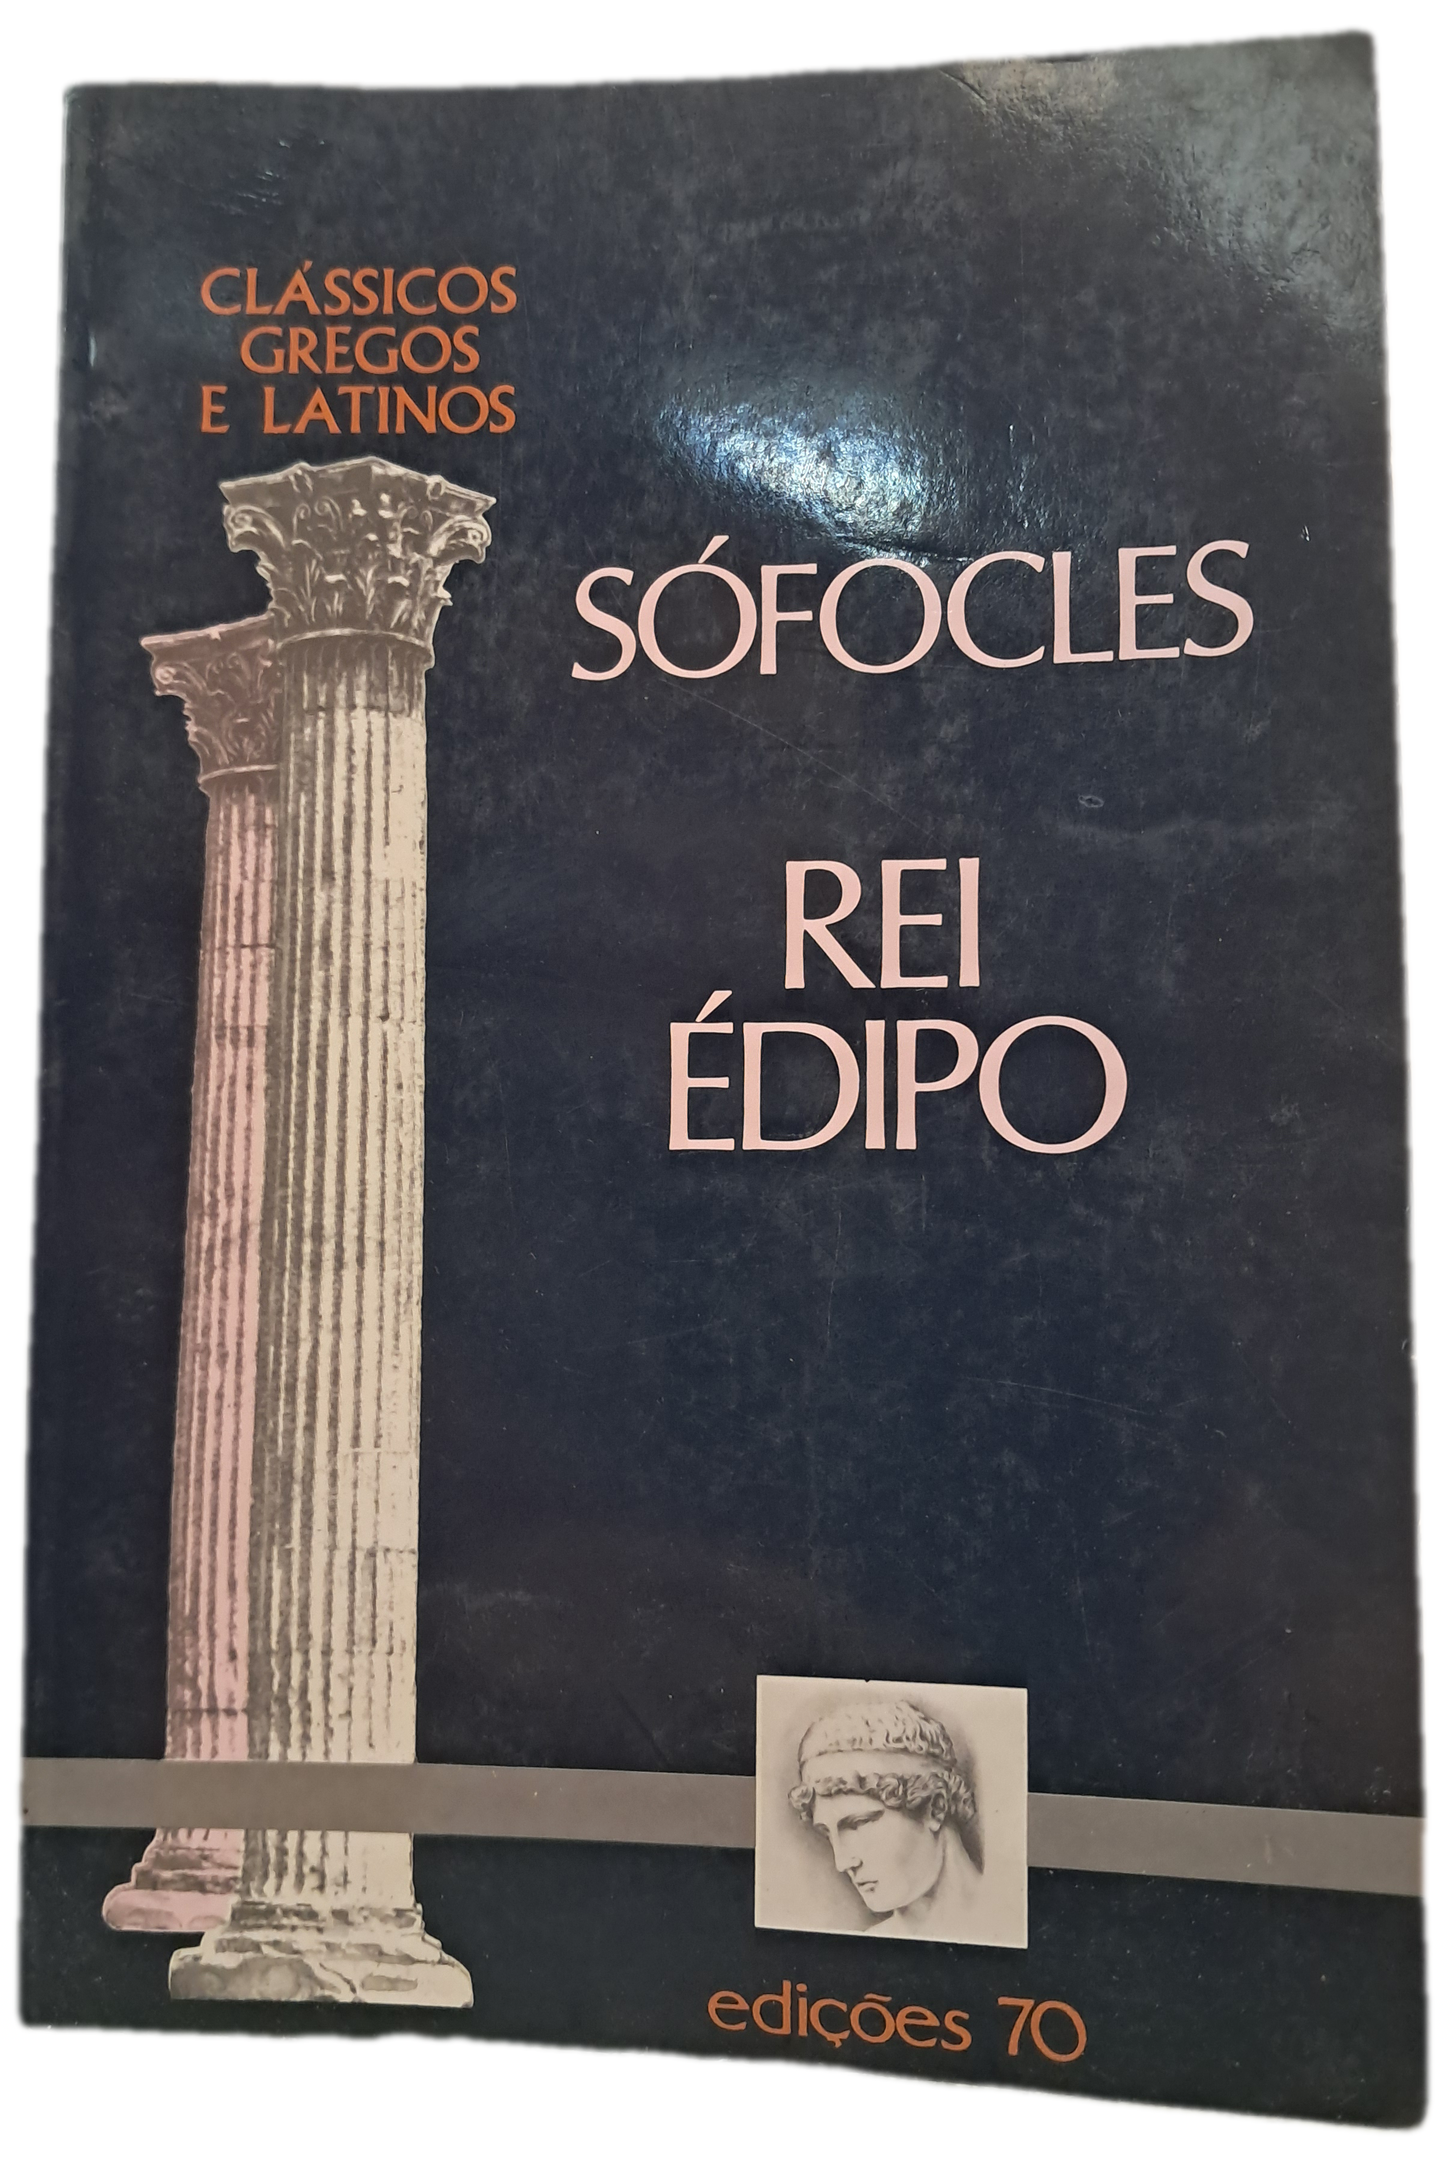 CLÁSSICOS
GREGOS
E LATINOS
SÓFOCLES
REI
ÉDIPO
edições 70